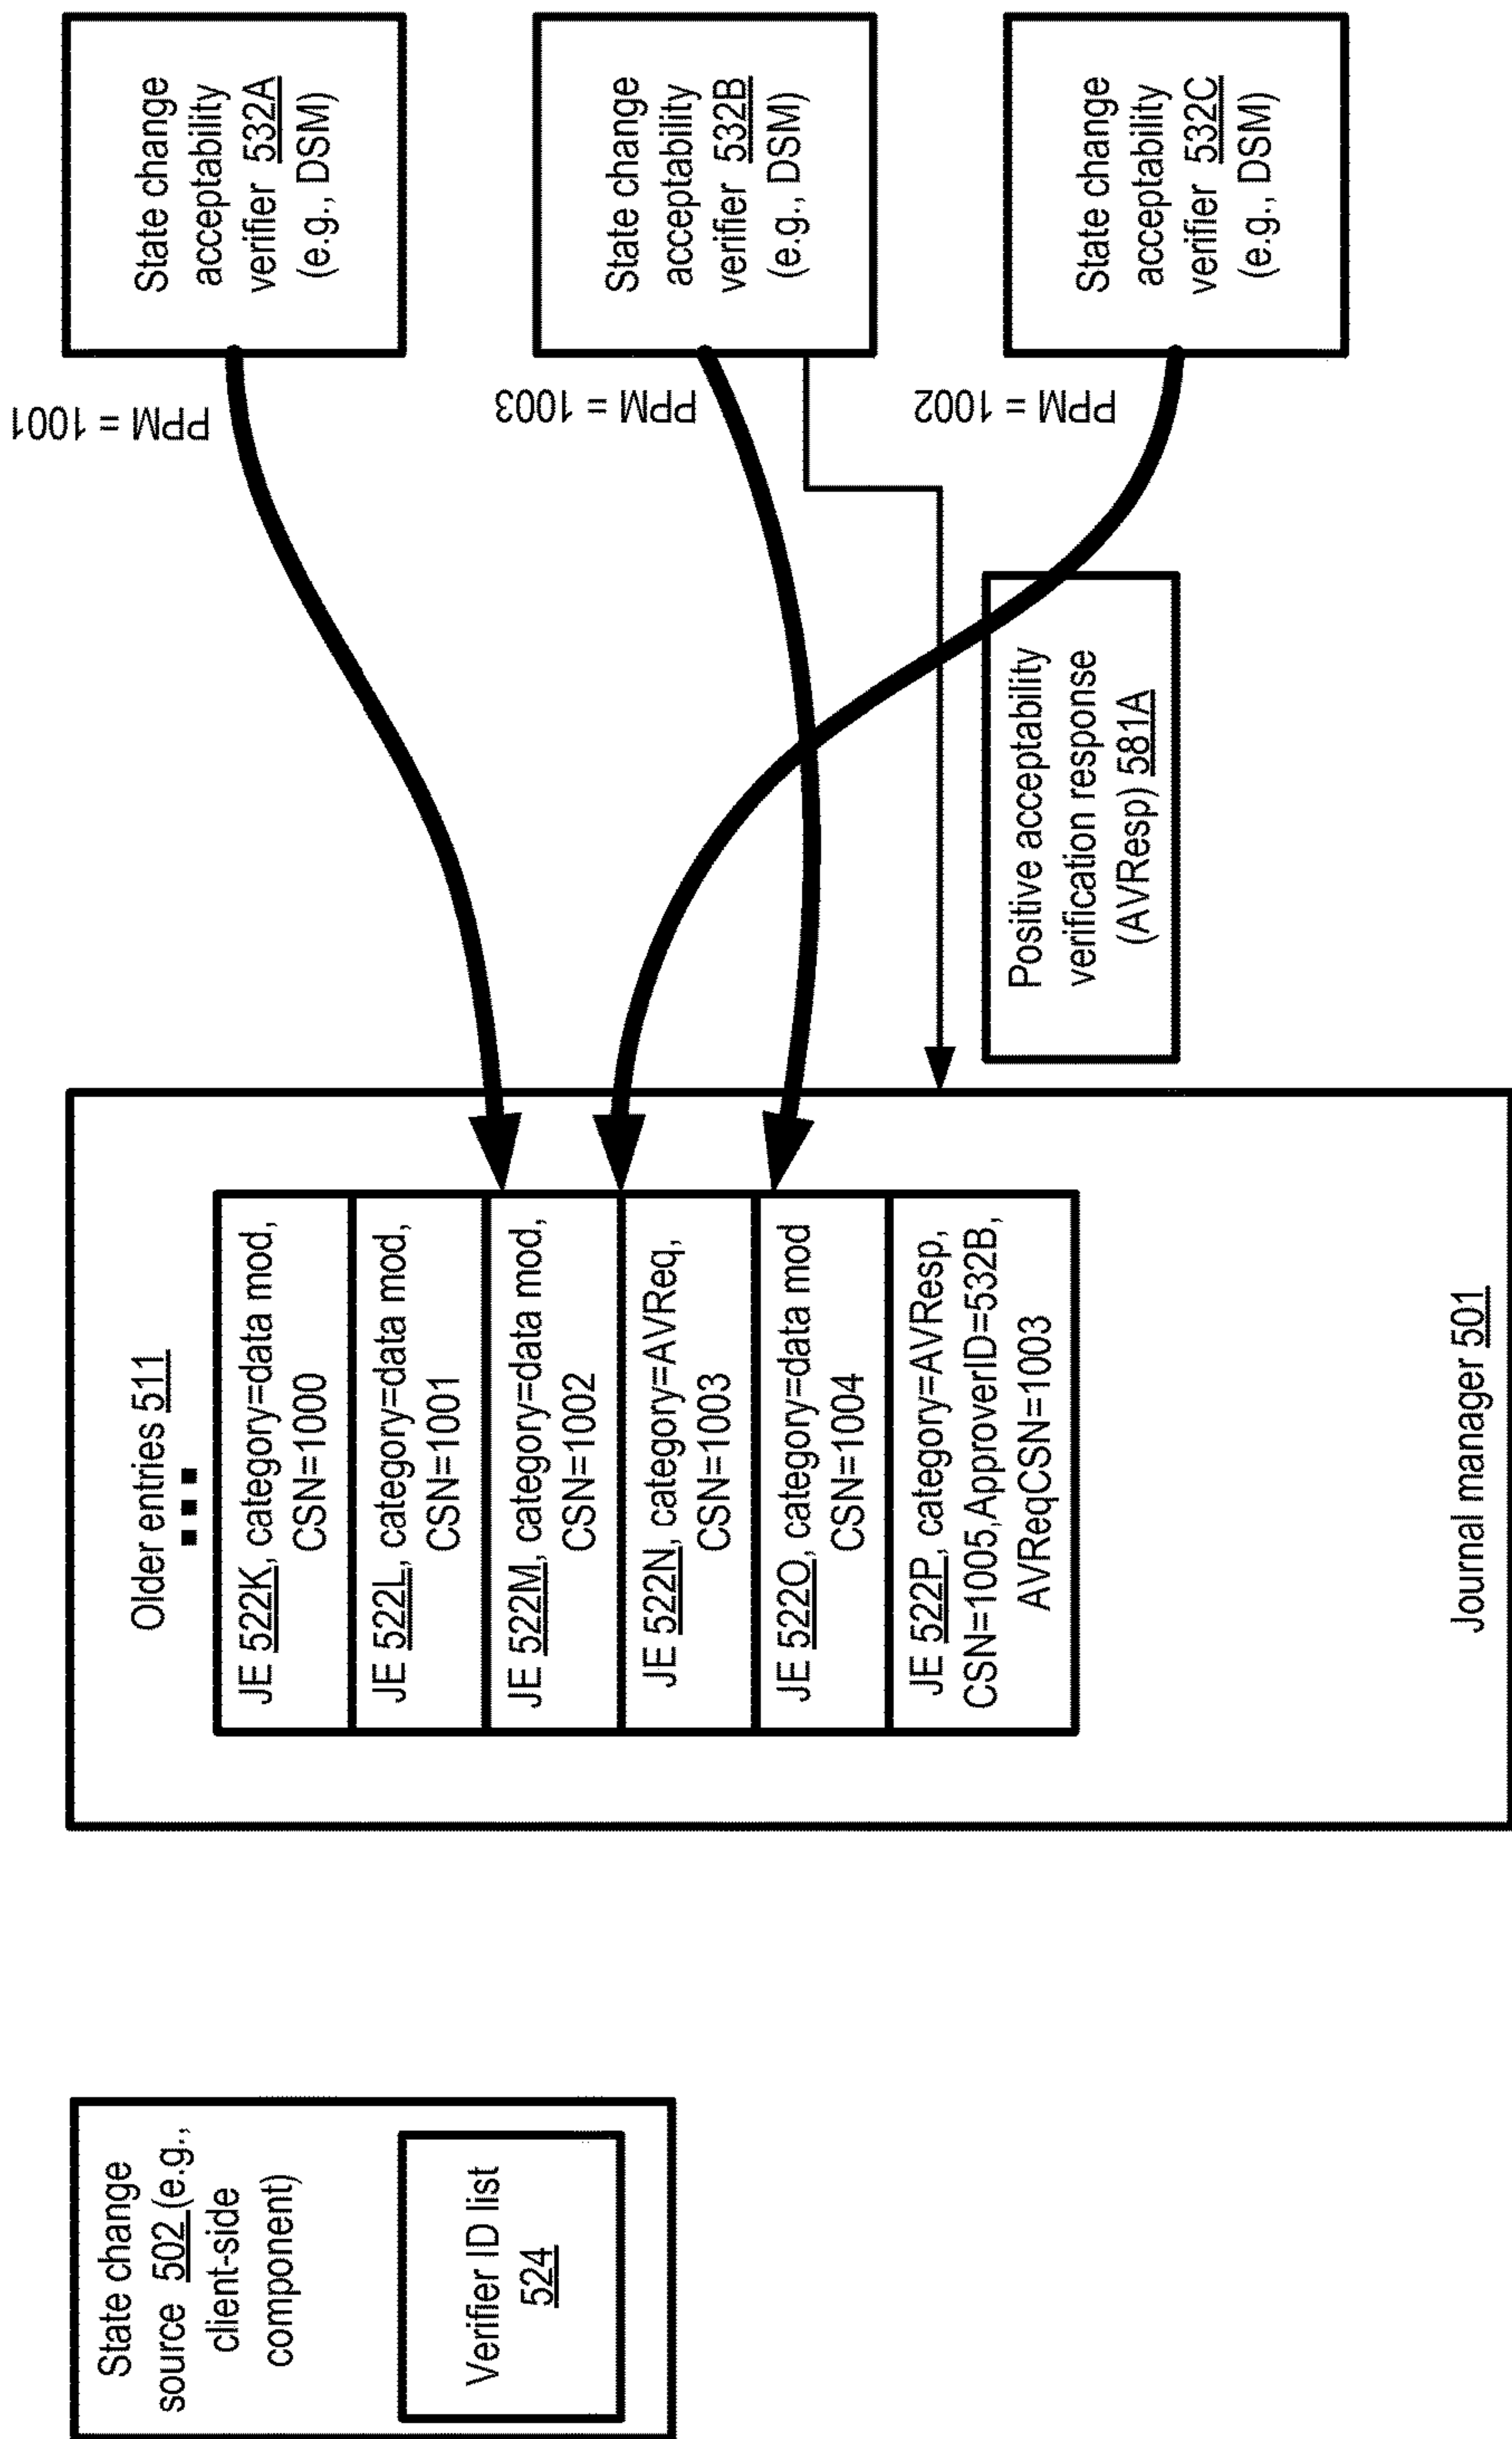 State change
source 502 (e.g.,
client-side
component)
Verifier ID list
524
Older entries 511
JE 522K, category=data mod,
CSN=1000
JE 522L, category=data mod,
CSN=1001
JE 522M, category=data mod,
CSN=1002
JE 522N, category=AVReq,
CSN=1003
JE 522O, category=data mod
CSN=1004
JE 522P, category=AVResp,
CSN=1005,ApproverID=532B,
AVReqCSN=1003
Journal manager 501
Positive acceptability
verification response
(AVResp) 581A
PPM = 1001
PPM = 1003
PPM = 1002
State change
acceptability
verifier 532A
(e.g., DSM)
State change
acceptability
verifier 532B
(e.g., DSM)
State change
acceptability
verifier 532C
(e.g., DSM)